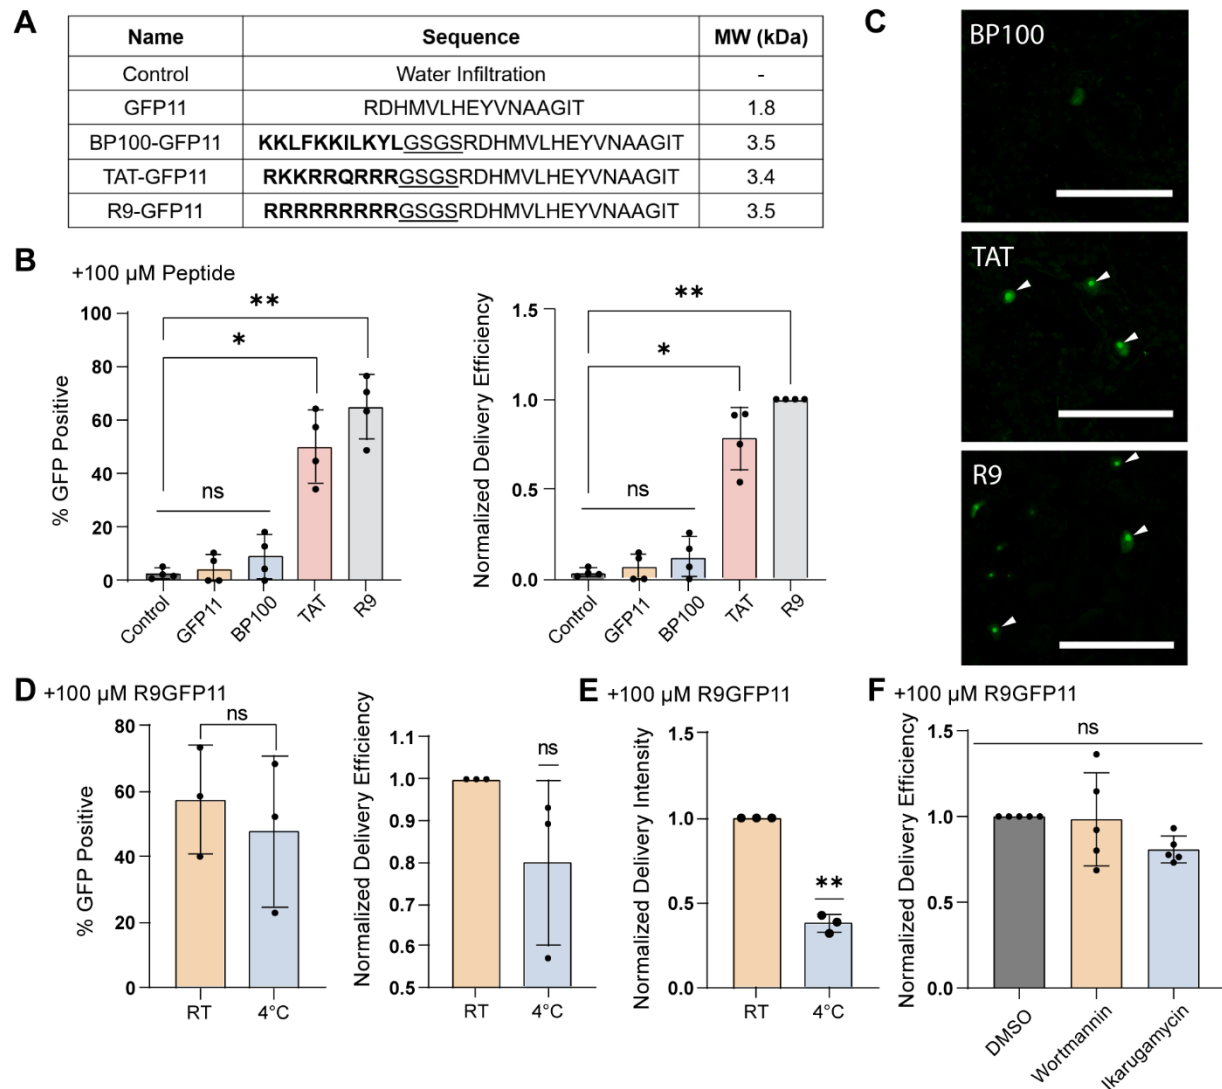 A
Name Sequence MW (kDa)
Control Water Infiltration -
GFP11 RDHMVLHEYVNAAGIT 1.8
BP100-GFP11 KKLFKKILKYLGSGSRDHMVLHEYVNAAGIT 3.5
TAT-GFP11 RKKRRQRRRGSGSRDHMVLHEYVNAAGIT 3.4
R9-GFP11 RRRRRRRRRGSGSRDHMVLHEYVNAAGIT 3.5
B
+100 µM Peptide
% GFP Positive
100
80
60
40
20
0
**
*
ns
Control
GFP11
BP100
TAT
R9
Normalized Delivery Efficiency
1.5
1.0
0.5
0.0
**
*
ns
Control
GFP11
BP100
TAT
R9
C
BP100
TAT
R9
D +100 µM R9GFP11
% GFP Positive
80
60
40
20
0
ns
RT 4°C
Normalized Delivery Efficiency
1.1
1.0
0.9
0.8
0.7
0.6
0.5
ns
RT 4°C
E +100 µM R9GFP11
Normalized Delivery Intensity
1.5
1.0
0.5
0.0
**
RT 4°C
F +100 µM R9GFP11
Normalized Delivery Efficiency
1.5
1.0
0.5
0.0
ns
DMSO
Wortmannin
Ikarugamycin